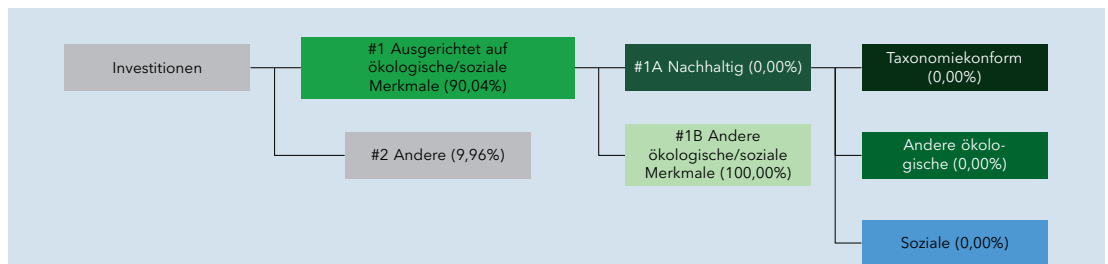 Investitionen
#1 Ausgerichtet auf
ökologische/soziale
Merkmale (90,04%)
#2 Andere (9,96%)
#1A Nachhaltig (0,00%)
#1B Andere
ökologische/soziale
Merkmale (100,00%)
Taxonomiekonform
(0,00%)
Andere ökolo-
gische (0,00%)
Soziale (0,00%)